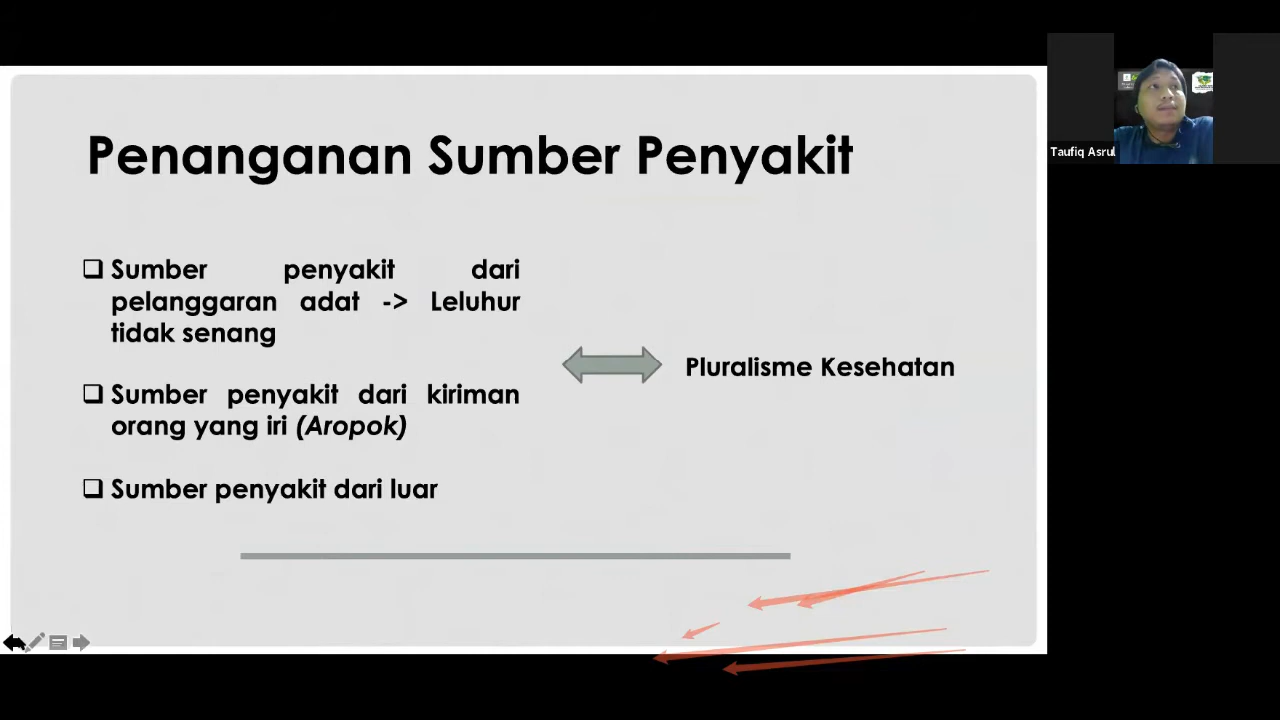 Penanganan Sumber Penyakit
Sumber penyakit dari
pelanggaran adat -> Leluhur
tidak senang
Sumber penyakit dari kiriman
orang yang iri (Aropok)
Sumber penyakit dari luar
Pluralisme Kesehatan
Taufiq Asrul